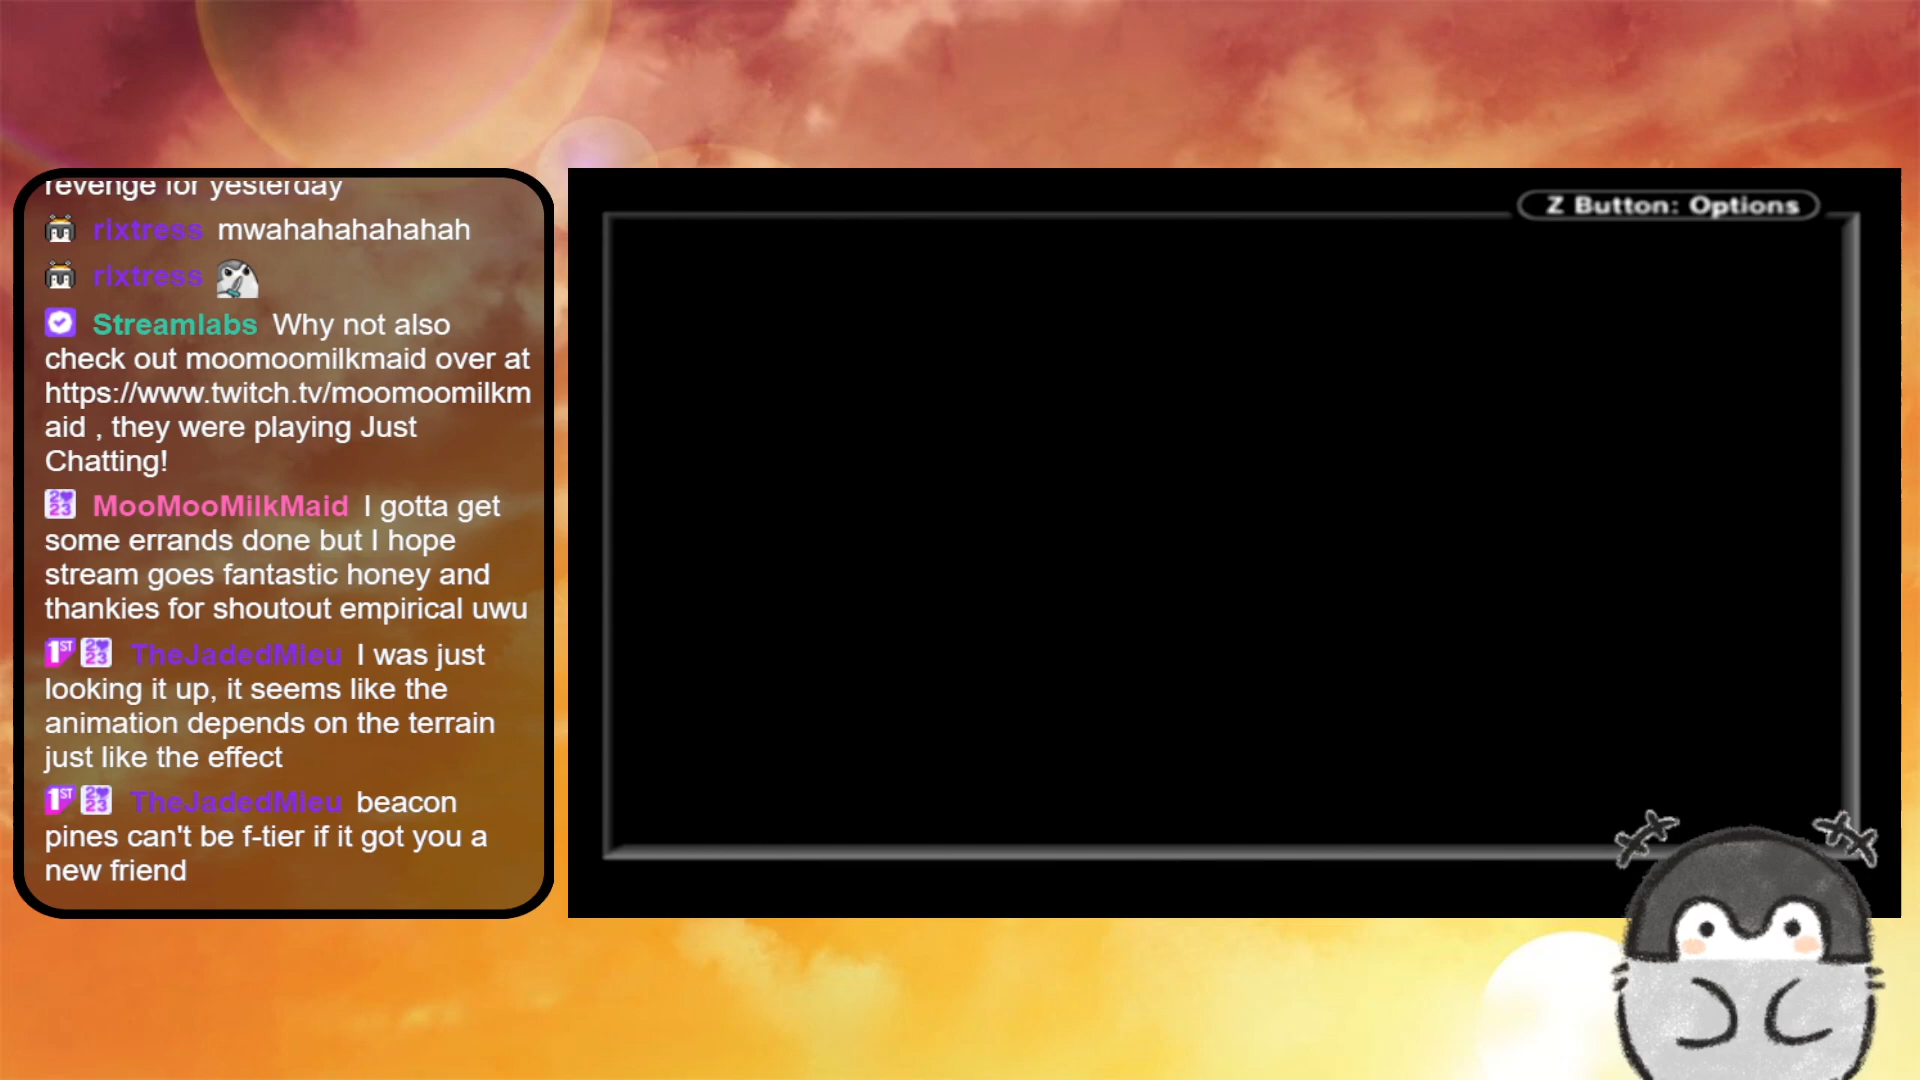 revenge for yesterday
rixtress mwahahahahahah
rixtress
Streamlabs Why not also
check out moomoomilkmaid over at
https://www.twitch.tv/moomoomilkm
aid , they were playing Just
Chatting!
MooMooMilkMaid I gotta get
some errands done but I hope
stream goes fantastic honey and
thankies for shoutout empirical uwu
1ST TheJadedMieu I was just
looking it up, it seems like the
animation depends on the terrain
just like the effect
1ST TheJadedMieu beacon
pines can't be f-tier if it got you a
new friend
Z Button: Options